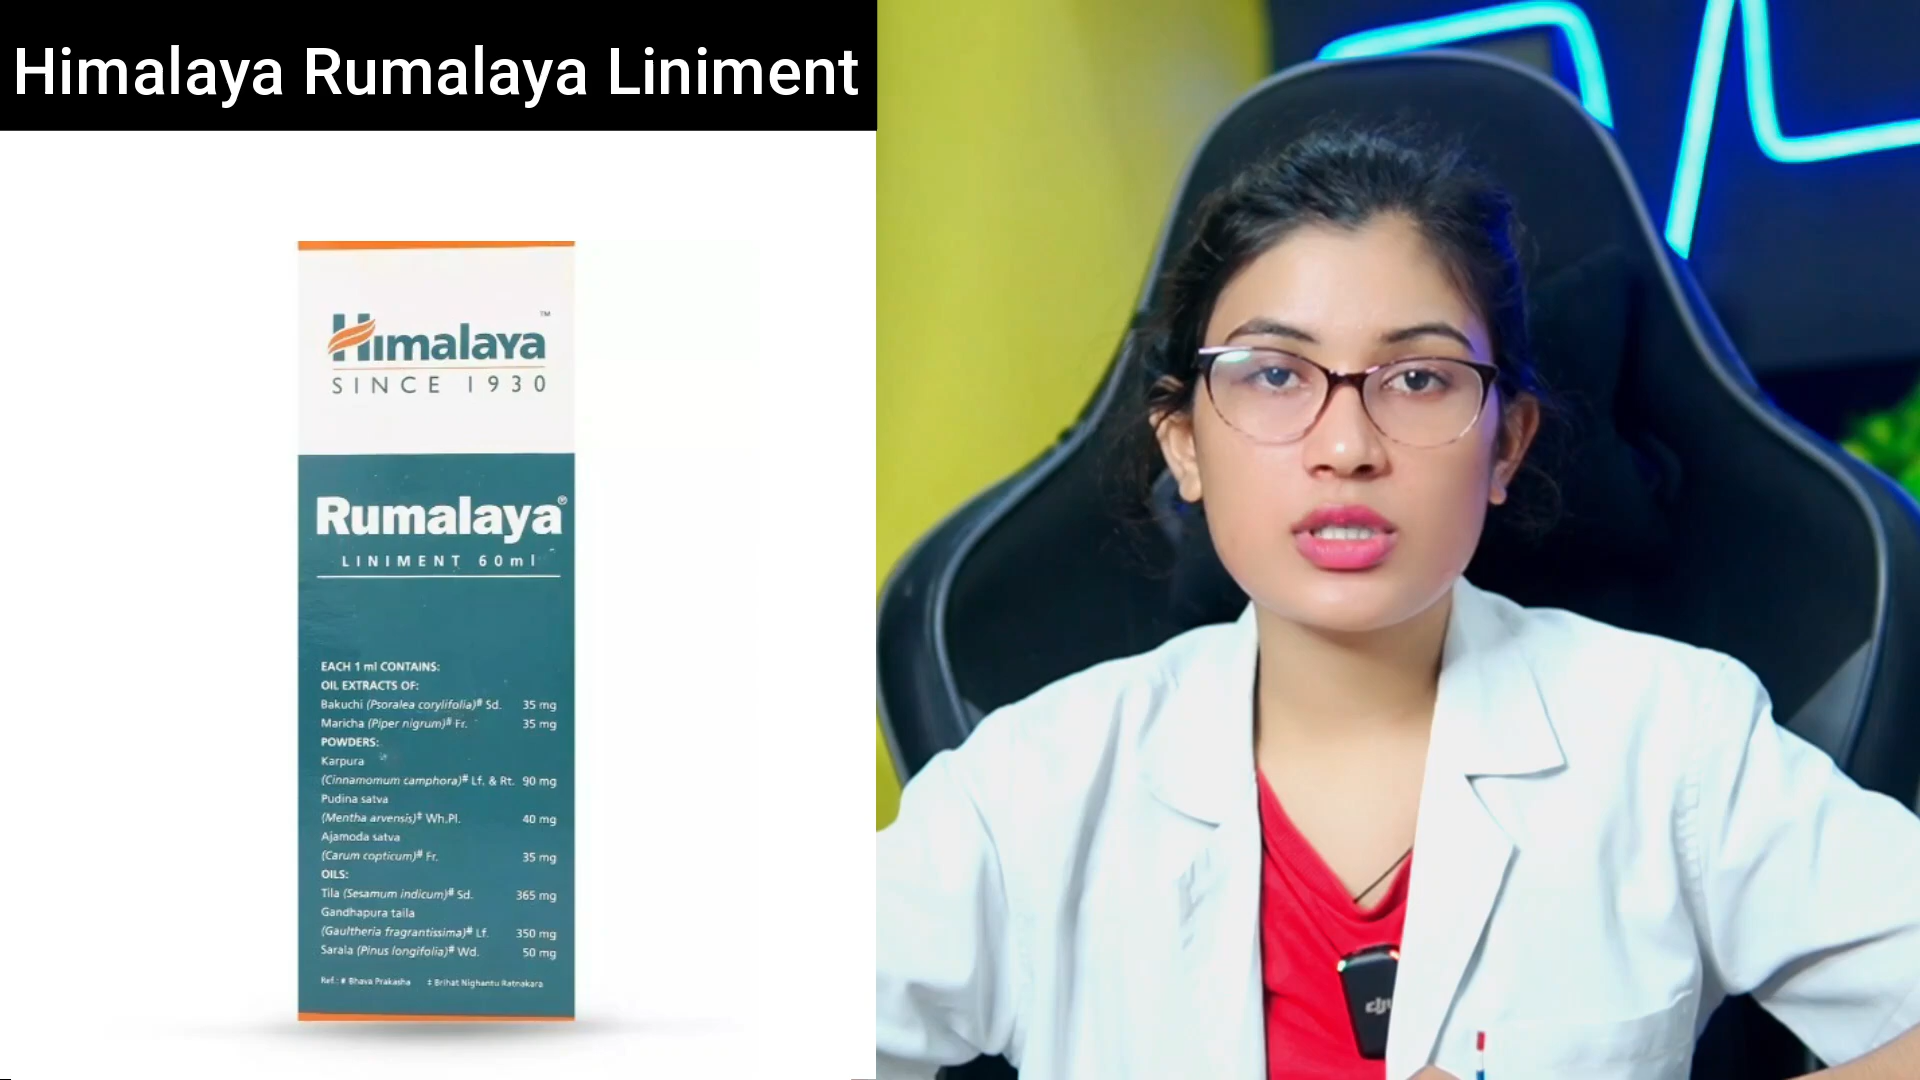 Himalaya Rumalaya Liniment
Himalaya™
SINCE 1930
Rumalaya®
LINIMENT 60ml
EACH 1 ml CONTAINS:
OIL EXTRACTS OF:
Bakuchi (Psoralea corylifolia)# Sd. 35 mg
Maricha (Piper nigrum)# Fr. 35 mg
POWDERS:
Karpura
(Cinnamomum camphora)# Lf. & Rt. 90 mg
Pudina satva
(Mentha arvensis)‡ Wh.Pl. 40 mg
Ajamoda satva
(Carum copticum)# Fr. 35 mg
OILS:
Tila (Sesamum indicum)# Sd. 365 mg
Gandhapura taila
(Gaultheria fragrantissima)# Lf. 350 mg
Sarala (Pinus longifolia)# Wd. 50 mg
Ref.: # Bhava Prakasha ‡ Brihat Nighantu Ratnakara
dji